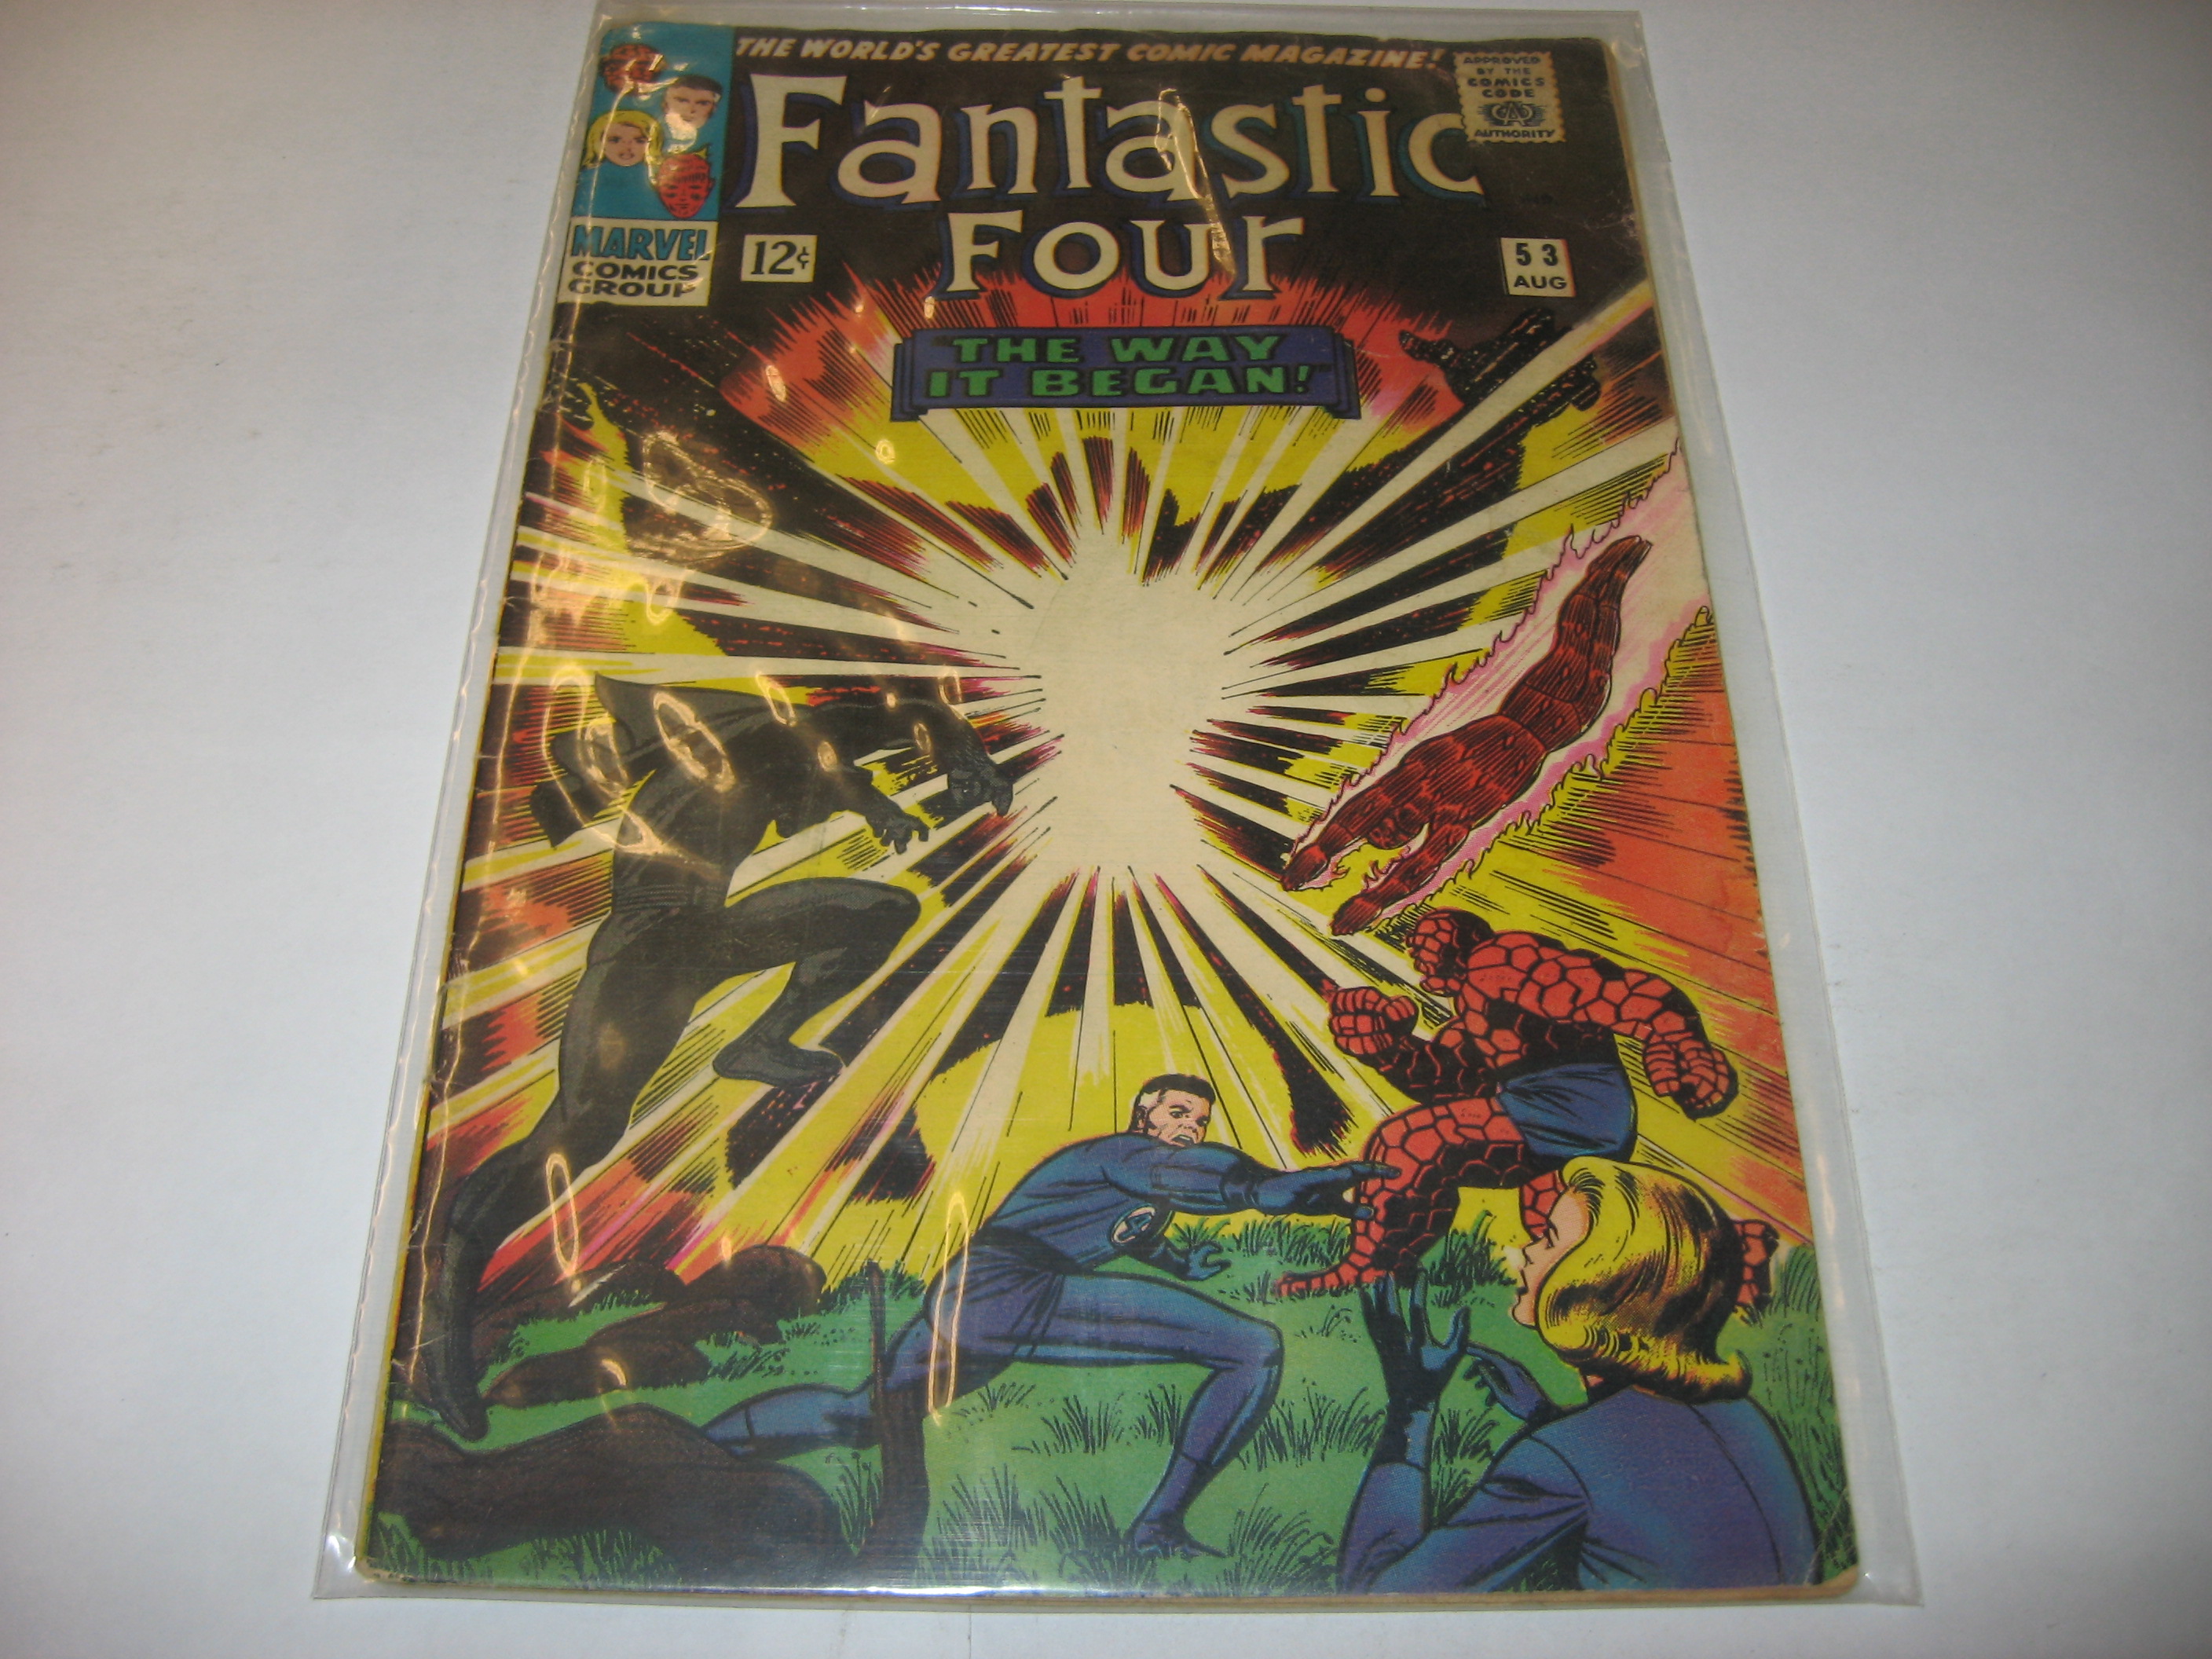 THE WORLD'S GREATEST COMIC MAGAZINE!
APPROVED
BY THE
COMICS
CODE
CA
AUTHORITY
Fantastic
Four
MARVEL
COMICS
GROUP
12¢
53
AUG
"THE WAY
IT BEGAN!"
4